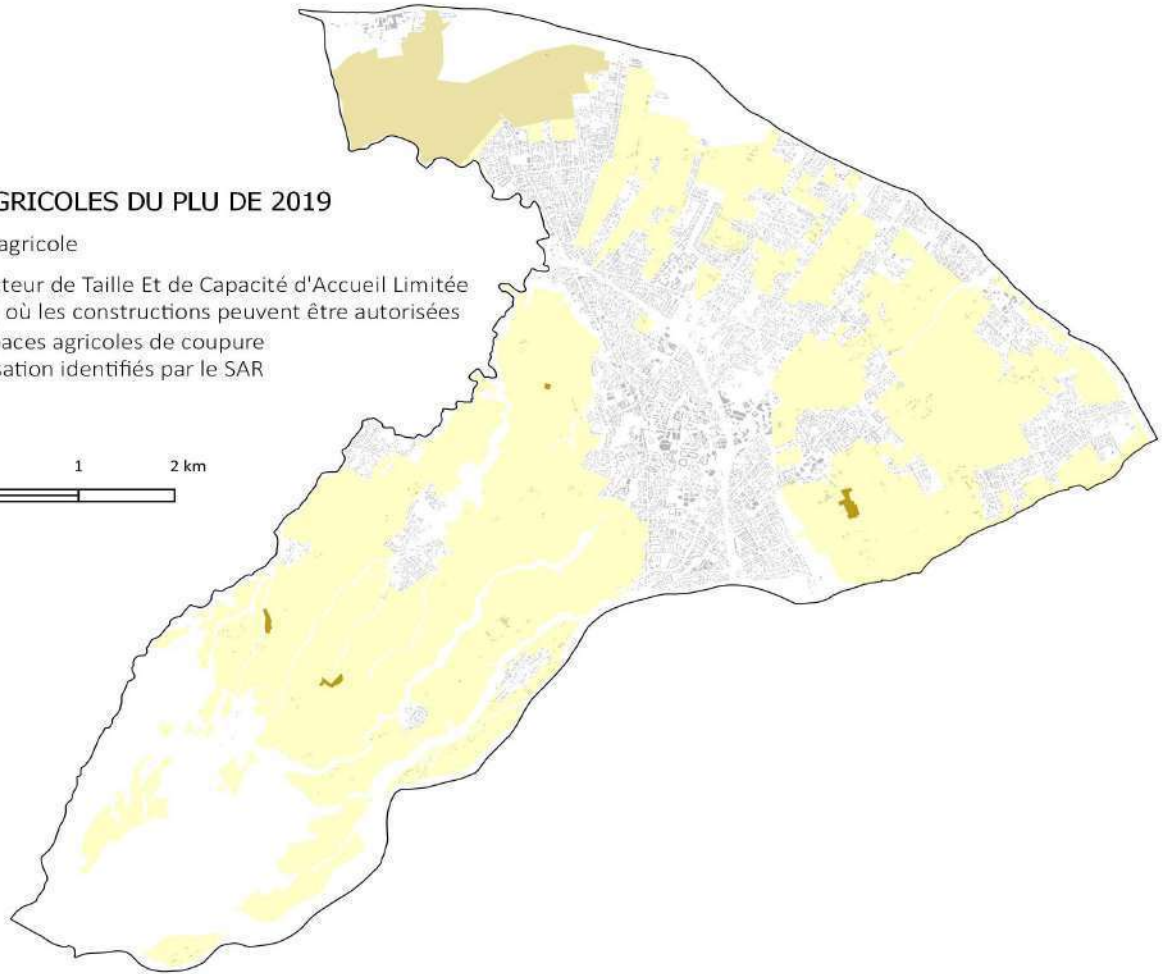 GRICOLES DU PLU DE 2019
agricole
teur de Taille Et de Capacité d'Accueil Limitée
où les constructions peuvent être autorisées
aces agricoles de coupure
sation identifiés par le SAR
1 2 km